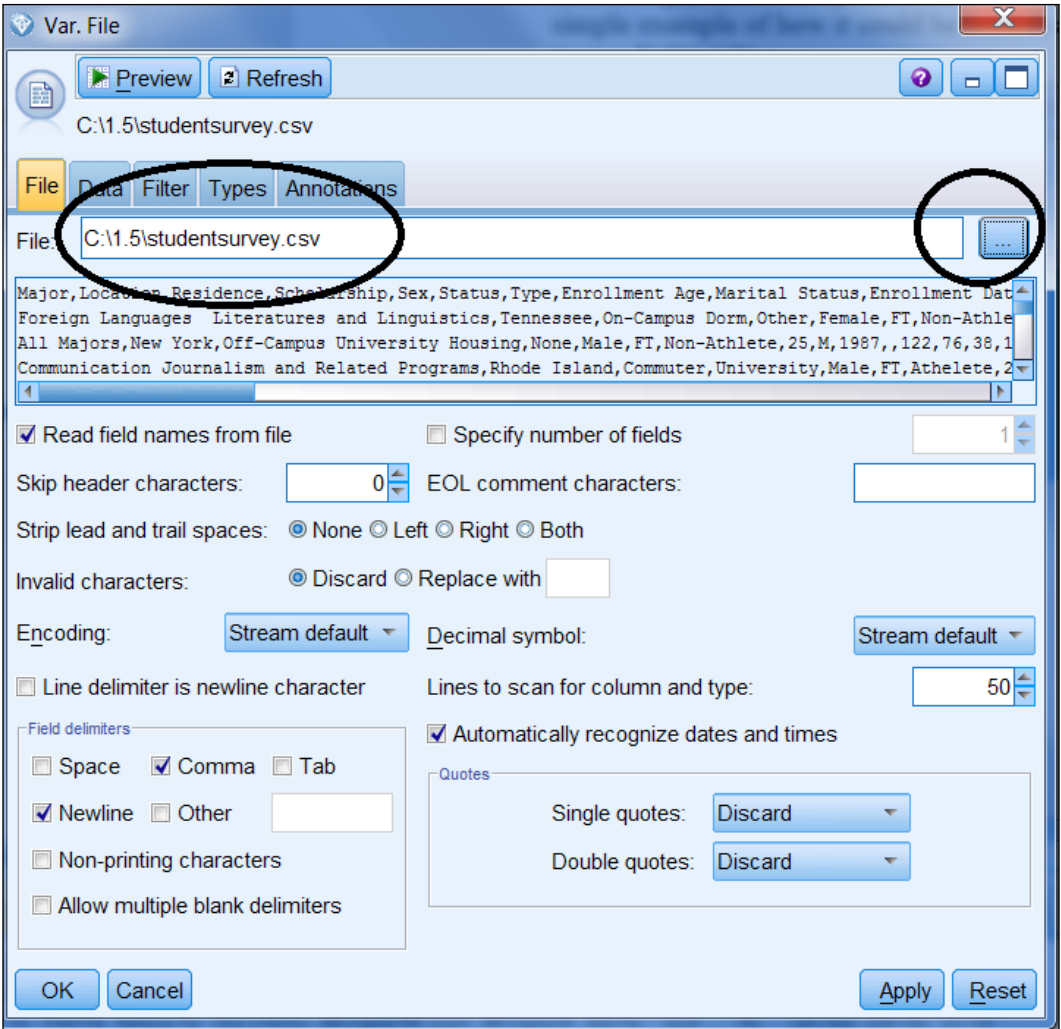 Var. File
X
Preview Refresh ?
C:\1.5\studentsurvey.csv
File Data Filter Types Annotations
File: C:\1.5\studentsurvey.csv ...
Major,Location,Residence,Scholarship,Sex,Status,Type,Enrollment Age,Marital Status,Enrollment Dat
Foreign Languages  Literatures and Linguistics,Tennessee,On-Campus Dorm,Other,Female,FT,Non-Athle
All Majors,New York,Off-Campus University Housing,None,Male,FT,Non-Athlete,25,M,1987,,122,76,38,1
Communication Journalism and Related Programs,Rhode Island,Commuter,University,Male,FT,Athelete,2
Read field names from file Specify number of fields 1
Skip header characters: 0 EOL comment characters:
Strip lead and trail spaces: None Left Right Both
Invalid characters: Discard Replace with
Encoding: Stream default Decimal symbol: Stream default
Line delimiter is newline character Lines to scan for column and type: 50
Field delimiters
Space Comma Tab
Newline Other
Non-printing characters
Allow multiple blank delimiters
Automatically recognize dates and times
Quotes
Single quotes: Discard
Double quotes: Discard
OK Cancel Apply Reset